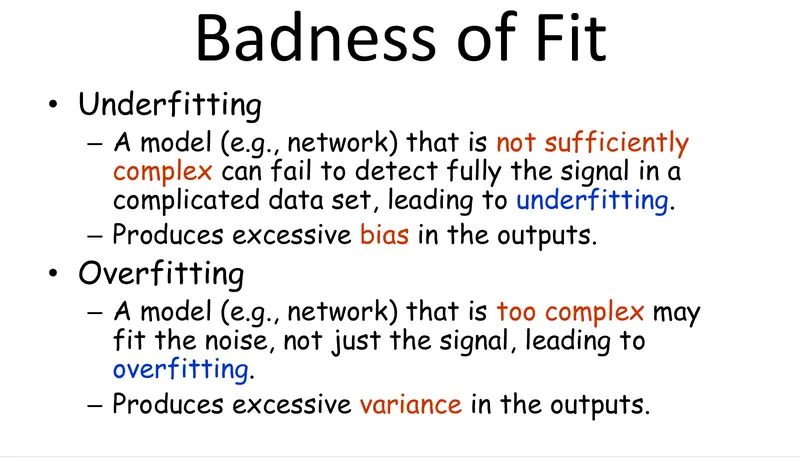 Badness of Fit
• Underfitting
– A model (e.g., network) that is not sufficiently
complex can fail to detect fully the signal in a
complicated data set, leading to underfitting.
– Produces excessive bias in the outputs.
• Overfitting
– A model (e.g., network) that is too complex may
fit the noise, not just the signal, leading to
overfitting.
– Produces excessive variance in the outputs.